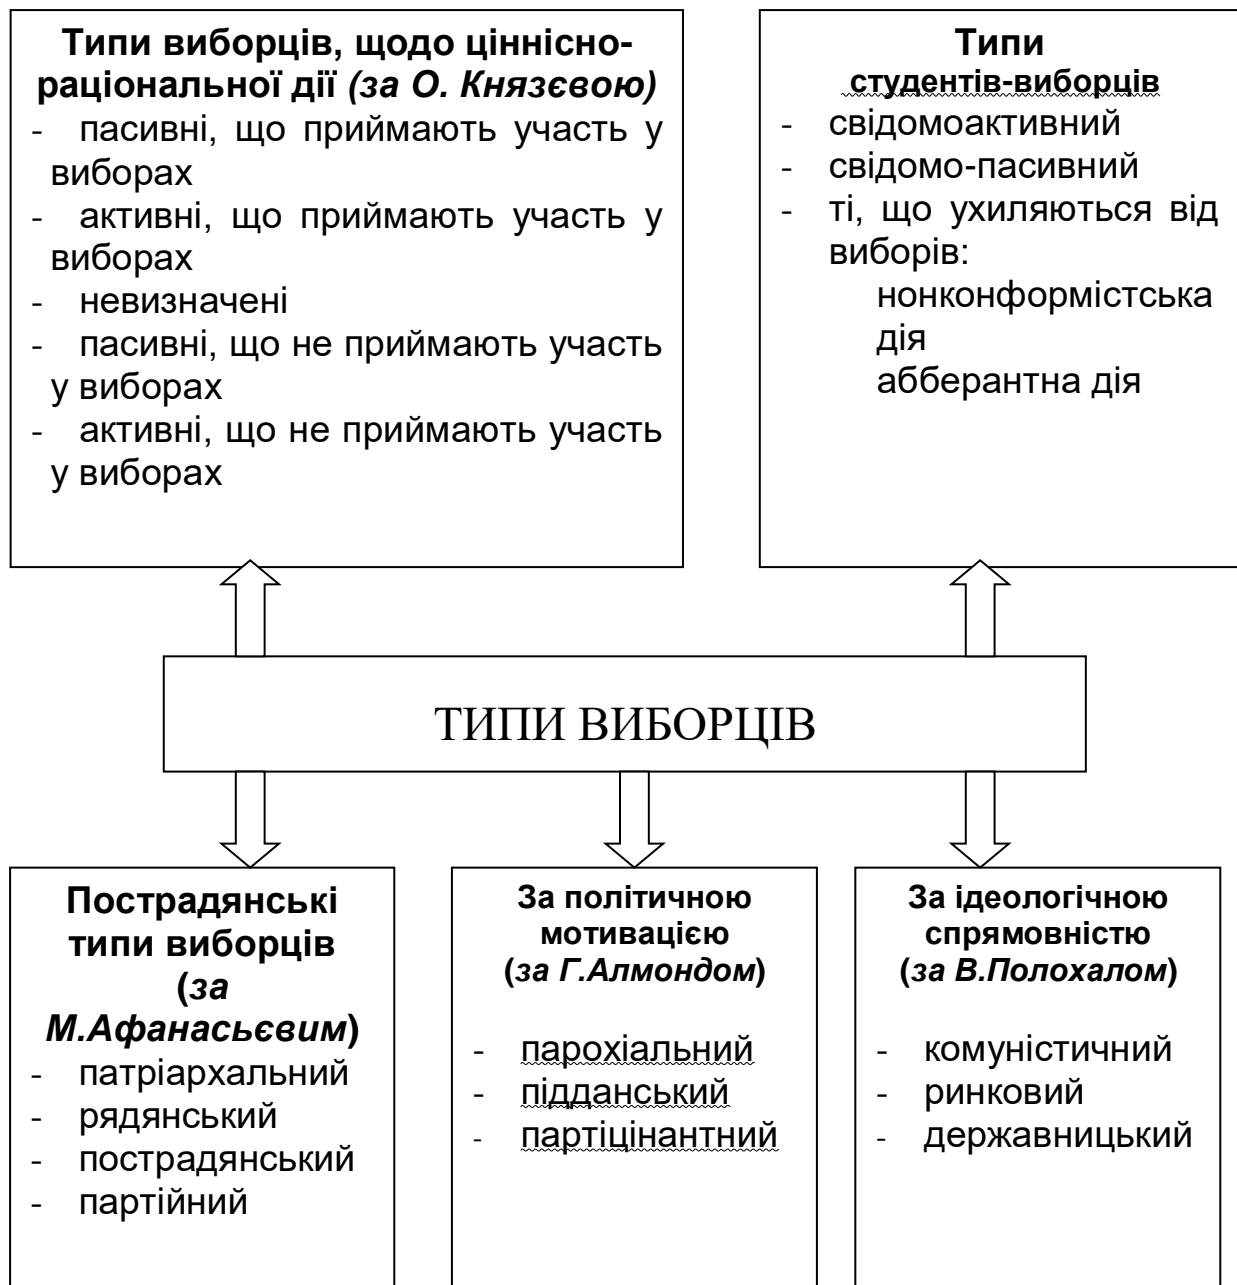 Типи виборців, щодо ціннісно-
раціональної дії (за О. Князєвою)
- пасивні, що приймають участь у
виборах
- активні, що приймають участь у
виборах
- невизначені
- пасивні, що не приймають участь
у виборах
- активні, що не приймають участь
у виборах
Типи
студентів-виборців
- свідомоактивний
- свідомо-пасивний
- ті, що ухиляються від
виборів:
нонконформістська
дія
абберантна дія
ТИПИ ВИБОРЦІВ
Пострадянські
типи виборців
(за
М.Афанасьєвим)
- патріархальний
- рядянський
- пострадянський
- партійний
За політичною
мотивацією
(за Г.Алмондом)
- парохіальний
- підданський
- партіцінантний
За ідеологічною
спрямовністю
(за В.Полохалом)
- комуністичний
- ринковий
- державницький